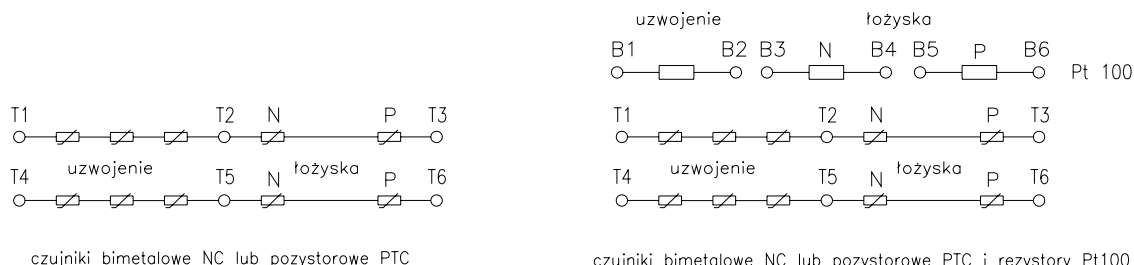 uzwojenie łożyska
B1 B2 B3 N B4 B5 P B6
Pt 100
T1 T2 N P T3
uzwojenie łożyska
T4 T5 N P T6
czujniki bimetalowe NC lub pozystorowe PTC
T1 T2 N P T3
uzwojenie łożyska
T4 T5 N P T6
czujniki bimetalowe NC lub pozystorowe PTC i rezystory Pt100